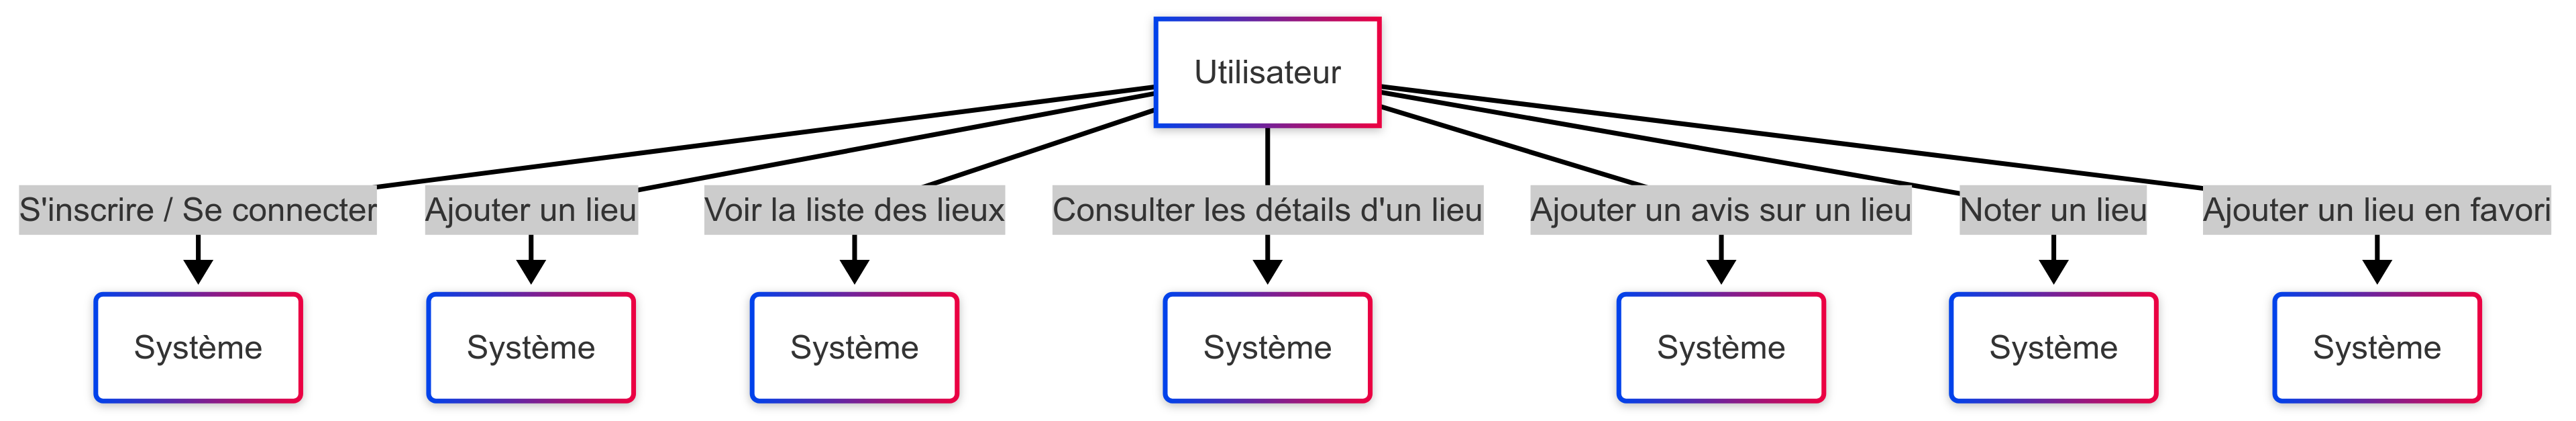 Utilisateur
S'inscrire / Se connecter
Ajouter un lieu
Voir la liste des lieux
Consulter les détails d'un lieu
Ajouter un avis sur un lieu
Noter un lieu
Ajouter un lieu en favori
Système
Système
Système
Système
Système
Système
Système